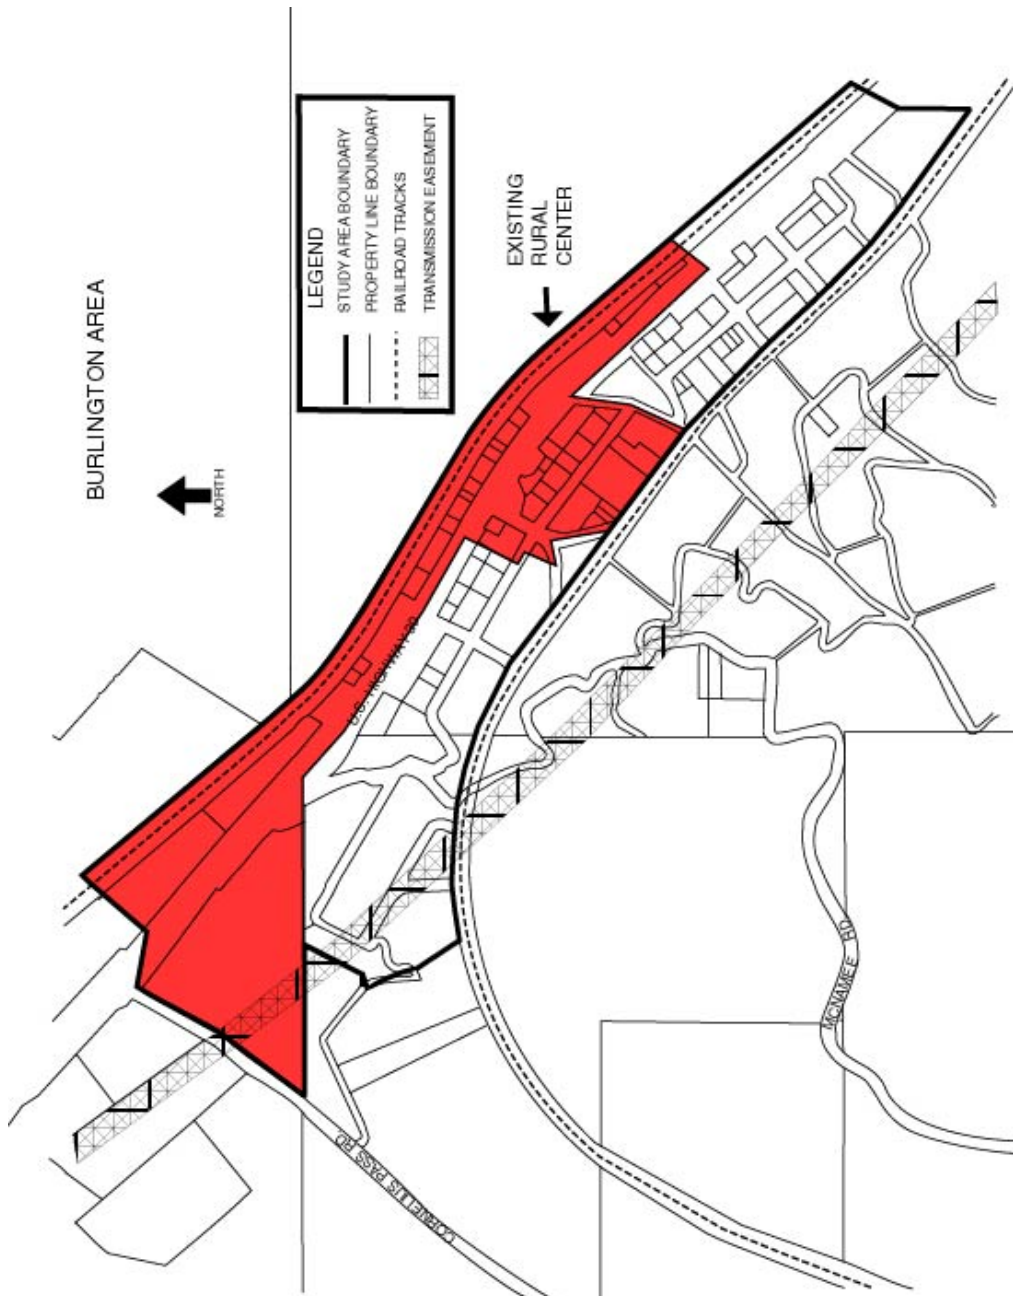 BURLINGTON AREA
NORTH
LEGEND
STUDY AREA BOUNDARY
PROPERTY LINE BOUNDARY
RAILROAD TRACKS
TRANSMISSION EASEMENT
EXISTING
RURAL
CENTER
U.S. HIGHWAY 30
MCNAMEE RD
CORNELIUS PASS RD.